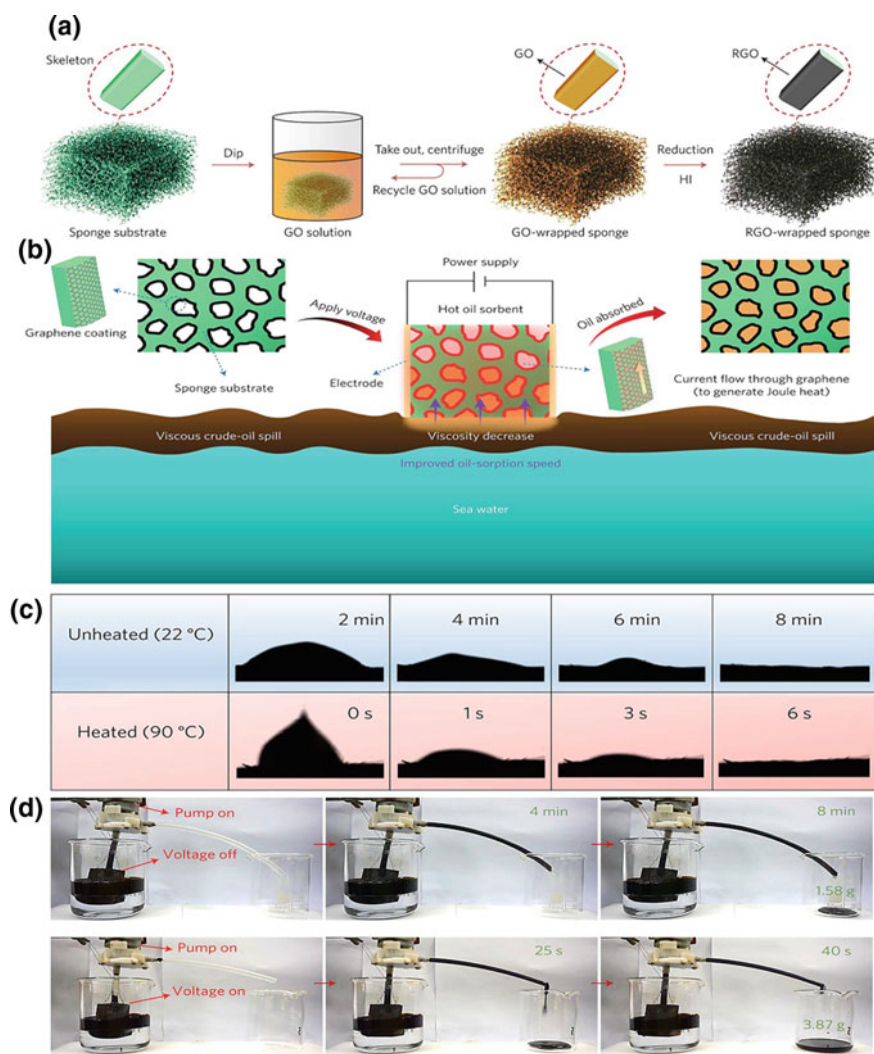 (a)
Skeleton
GO
RGO
Dip
Take out, centrifuge
Recycle GO solution
Reduction
HI
Sponge substrate
GO solution
GO-wrapped sponge
RGO-wrapped sponge
(b)
Power supply
Graphene coating
Apply voltage
Hot oil sorbent
Oil absorbed
Sponge substrate
Electrode
Current flow through graphene
(to generate Joule heat)
Viscous crude-oil spill
Viscosity decrease
Viscous crude-oil spill
Improved oil-sorption speed
Sea water
(c)
Unheated (22 °C)
2 min
4 min
6 min
8 min
Heated (90 °C)
0 s
1 s
3 s
6 s
(d)
Pump on
Voltage off
4 min
8 min
1.58 g
Pump on
Voltage on
25 s
40 s
3.87 g